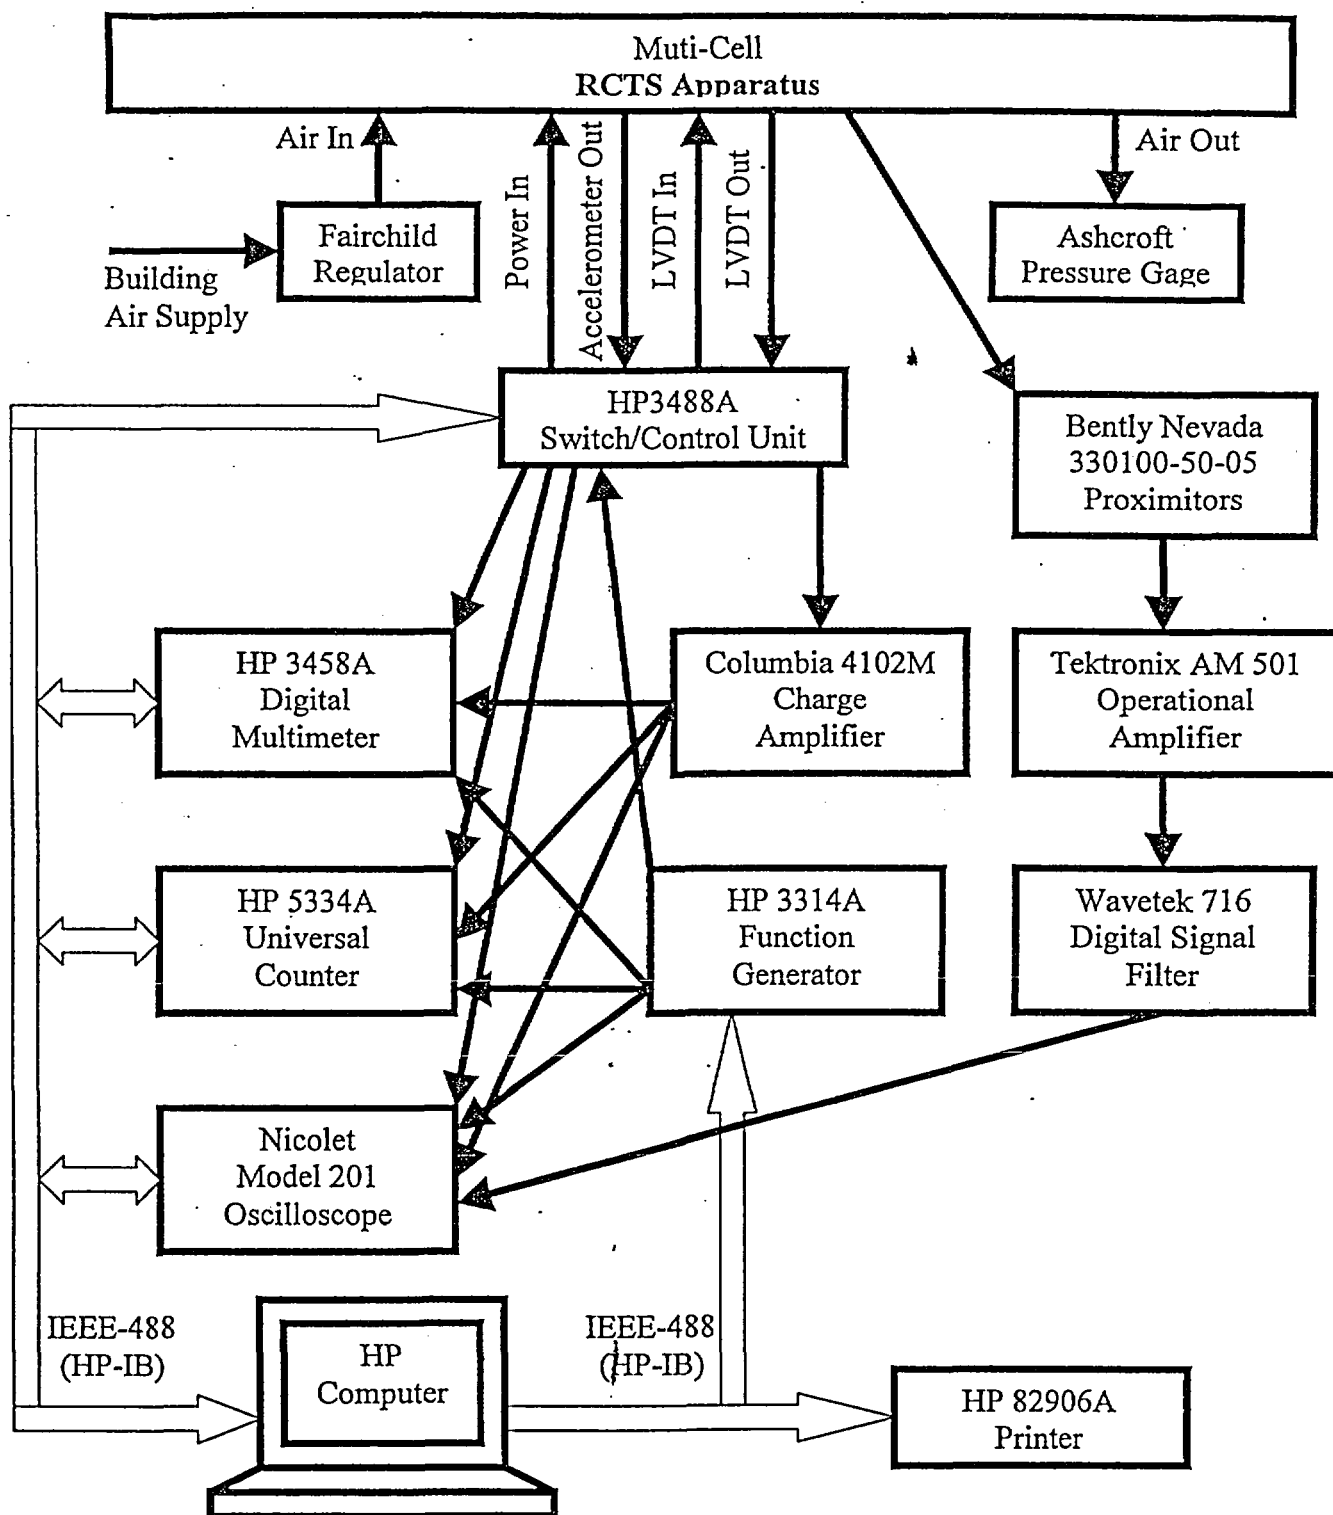 Muti-Cell
RCTS Apparatus
Air In
Power In
Accelerometer Out
LVDT In
LVDT Out
Air Out
Fairchild
Regulator
Building
Air Supply
Ashcroft
Pressure Gage
HP3488A
Switch/Control Unit
Bently Nevada
330100-50-05
Proximitors
HP 3458A
Digital
Multimeter
Columbia 4102M
Charge
Amplifier
Tektronix AM 501
Operational
Amplifier
HP 5334A
Universal
Counter
HP 3314A
Function
Generator
Wavetek 716
Digital Signal
Filter
Nicolet
Model 201
Oscilloscope
IEEE-488
(HP-IB)
HP
Computer
IEEE-488
(HP-IB)
HP 82906A
Printer